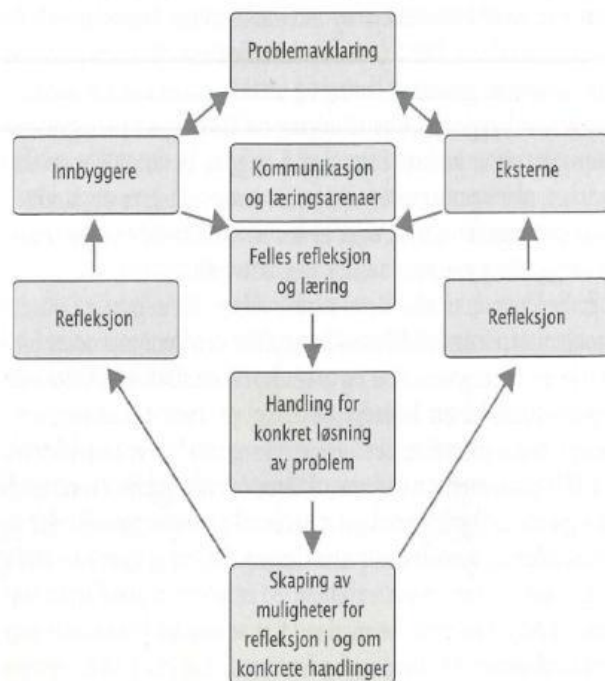 Problemavklaring
Innbyggere
Kommunikasjon
og læringsarenaer
Eksterne
Felles refleksjon
og læring
Refleksjon
Refleksjon
Handling for
konkret løsning
av problem
Skaping av
muligheter for
refleksjon i og om
konkrete handlinger